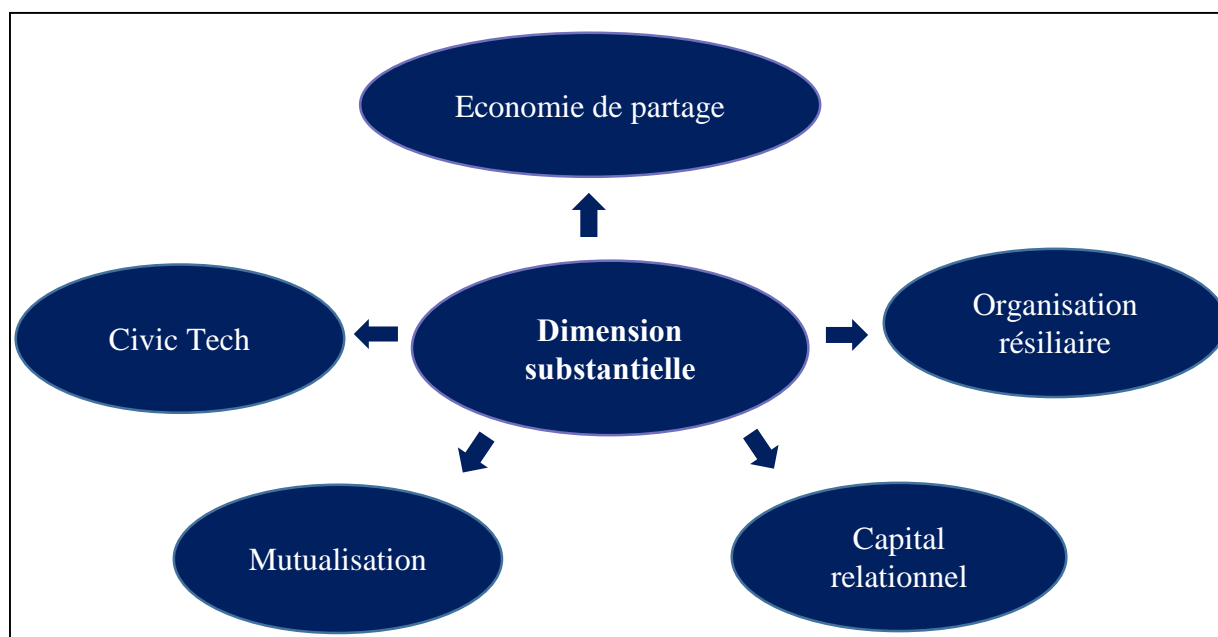 Economie de partage
Civic Tech
Dimension
substantielle
Organisation
résiliaire
Mutualisation
Capital
relationnel